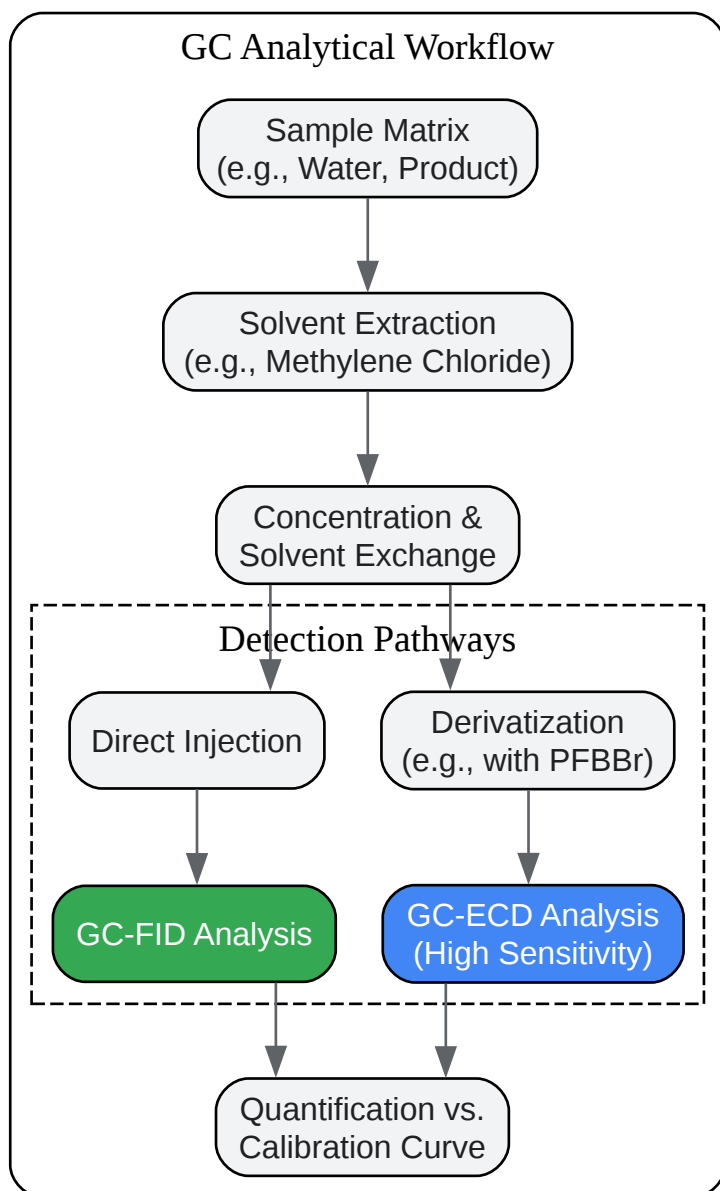 GC Analytical Workflow
Sample Matrix
(e.g., Water, Product)
Solvent Extraction
(e.g., Methylene Chloride)
Concentration &
Solvent Exchange
Detection Pathways
Direct Injection
Derivatization
(e.g., with PFBBr)
GC-FID Analysis
GC-ECD Analysis
(High Sensitivity)
Quantification vs.
Calibration Curve